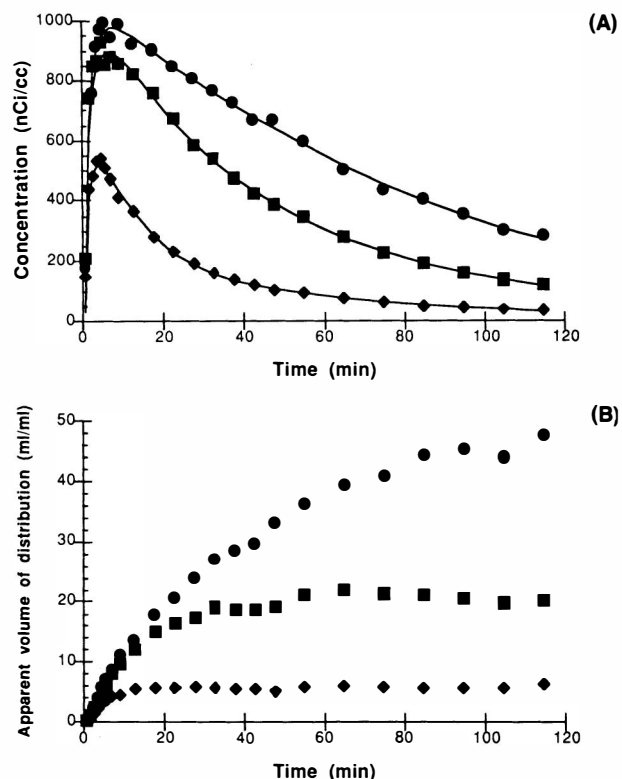 (A)
Concentration (nCi/cc)
1000
800
600
400
200
0
0 20 40 60 80 100 120
Time (min)
(B)
Apparent volume of distribution (ml/ml)
50
40
30
20
10
0
0 20 40 60 80 100 120
Time (min)